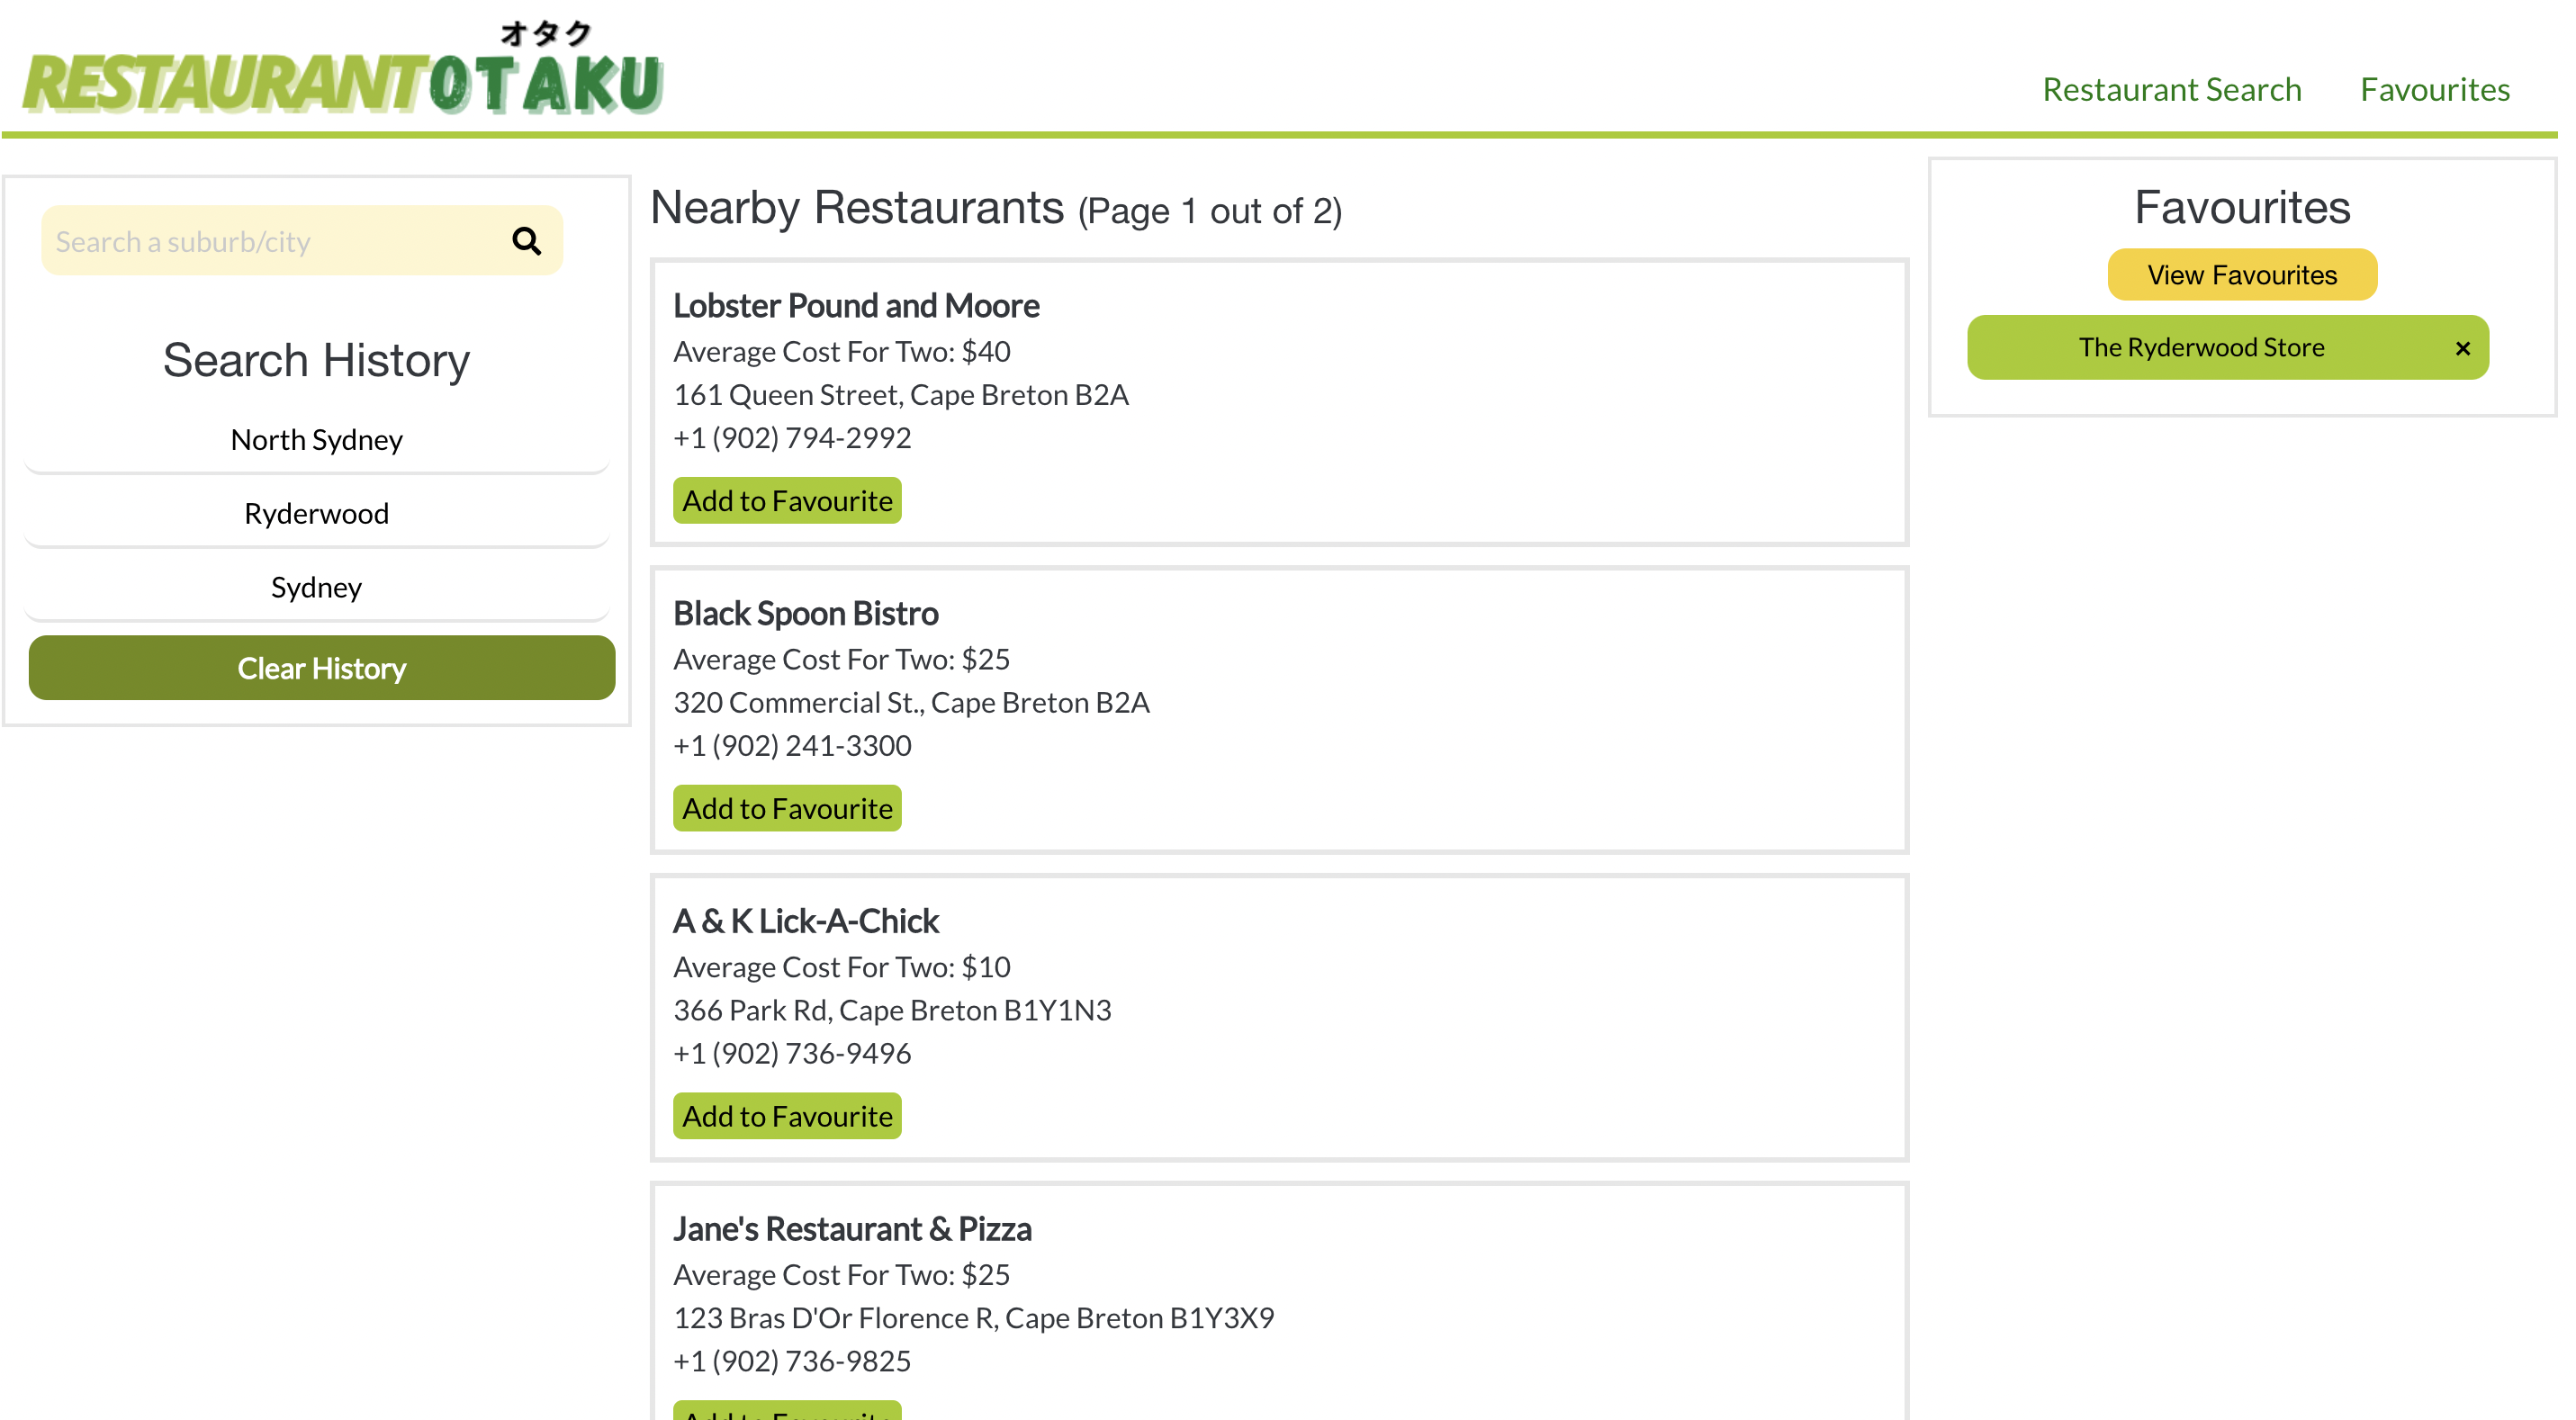 オタク
RESTAURANTOTAKU
Restaurant Search
Favourites
Search a suburb/city
Search History
North Sydney
Ryderwood
Sydney
Clear History
Nearby Restaurants (Page 1 out of 2)
Lobster Pound and Moore
Average Cost For Two: $40
161 Queen Street, Cape Breton B2A
+1 (902) 794-2992
Add to Favourite
Black Spoon Bistro
Average Cost For Two: $25
320 Commercial St., Cape Breton B2A
+1 (902) 241-3300
Add to Favourite
A & K Lick-A-Chick
Average Cost For Two: $10
366 Park Rd, Cape Breton B1Y1N3
+1 (902) 736-9496
Add to Favourite
Jane's Restaurant & Pizza
Average Cost For Two: $25
123 Bras D'Or Florence R, Cape Breton B1Y3X9
+1 (902) 736-9825
Add to Favourite
Favourites
View Favourites
The Ryderwood Store ×